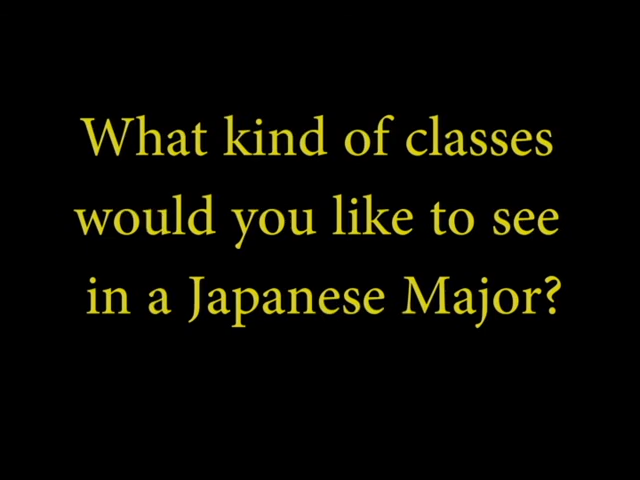 What kind of classes
would you like to see
in a Japanese Major?